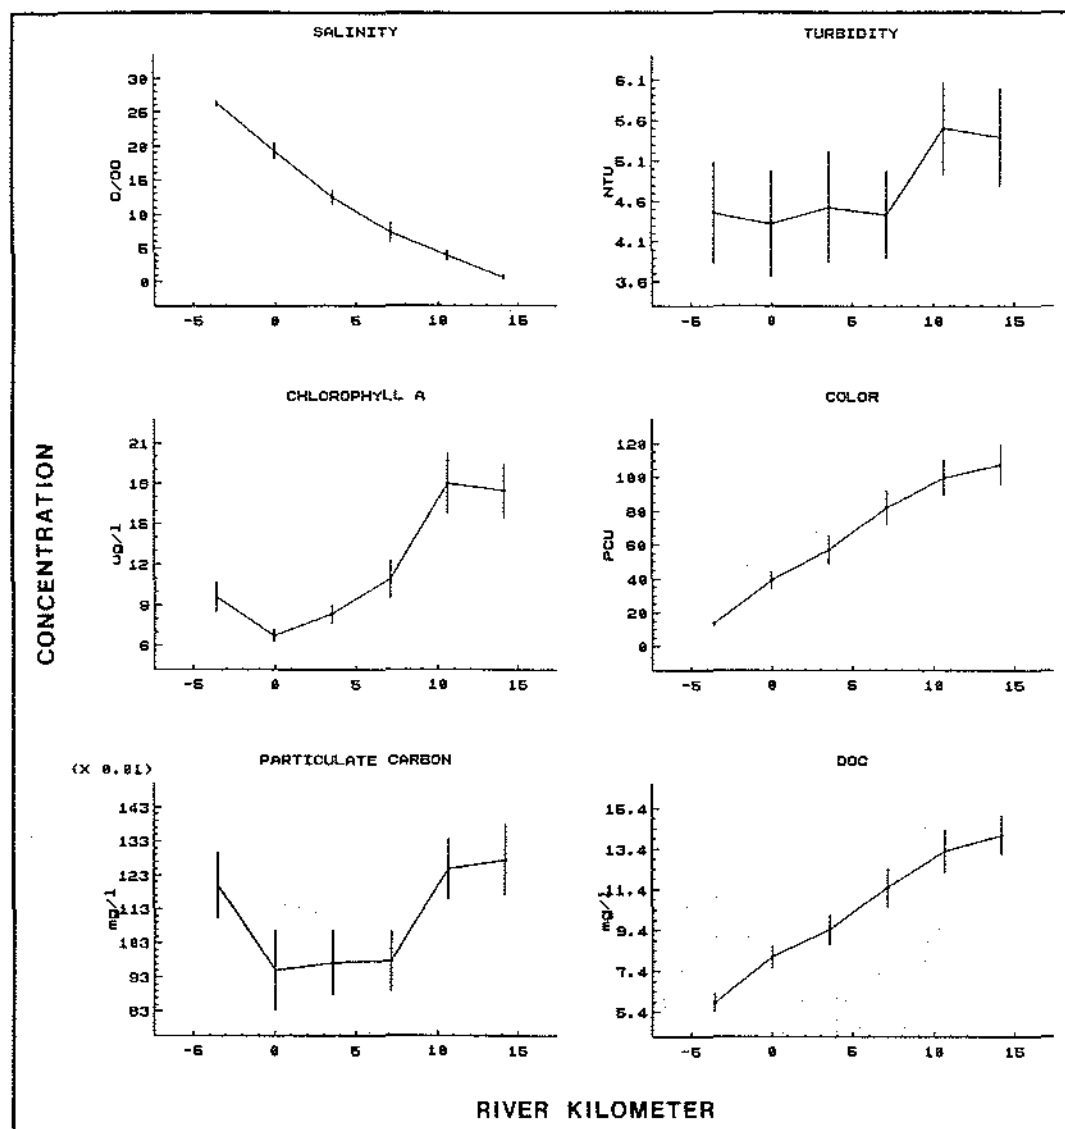 SALINITY
30
25
20
15
10
5
0
O/OO
-5 0 5 10 15
TURBIDITY
6.1
5.6
5.1
4.6
4.1
3.6
NTU
-5 0 5 10 15
CONCENTRATION
CHLOROPHYLL A
21
18
15
12
9
6
ug/l
-5 0 5 10 15
COLOR
120
100
80
60
40
20
0
PCU
-5 0 5 10 15
PARTICULATE CARBON
(X 0.01)
143
133
123
113
103
93
83
mg/l
-5 0 5 10 15
DOC
15.4
13.4
11.4
9.4
7.4
5.4
mg/l
-5 0 5 10 15
RIVER KILOMETER